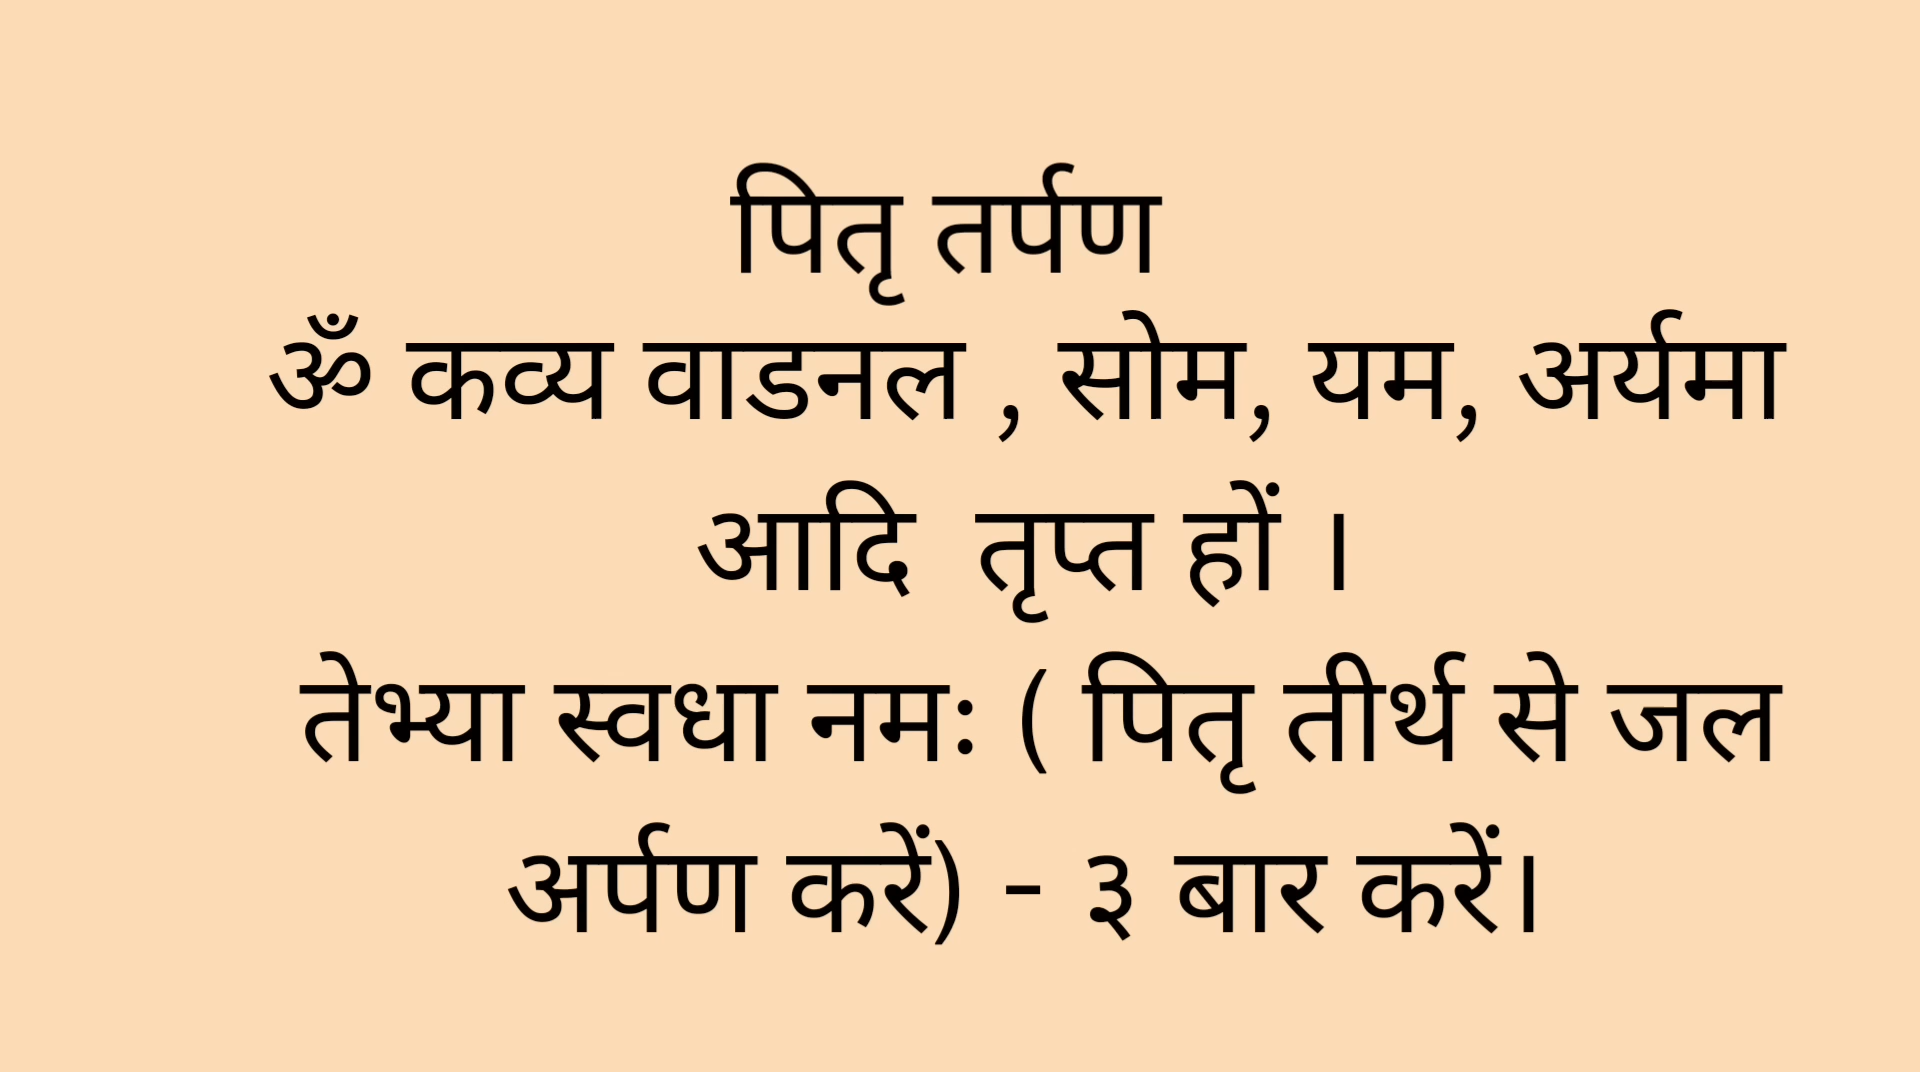 पितृ तर्पण
ॐ कव्य वाडनल , सोम, यम, अर्यमा
आदि तृप्त हों ।
तेभ्या स्वधा नमः ( पितृ तीर्थ से जल
अर्पण करें) - ३ बार करें।